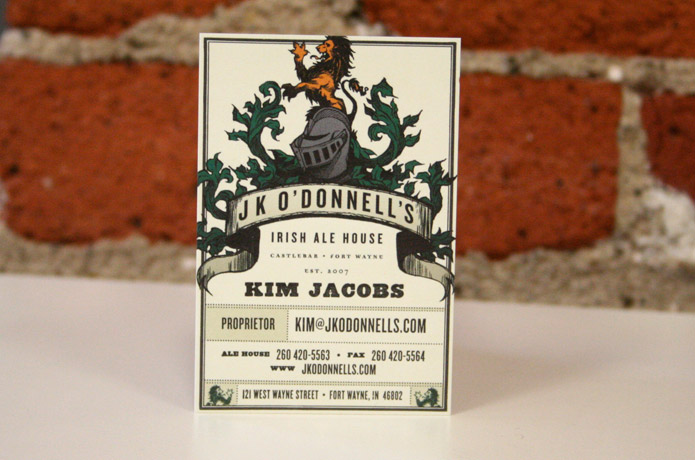 JK O'DONNELL'S
IRISH ALE HOUSE
CASTLEBAR • FORT WAYNE
EST. 2007
KIM JACOBS
PROPRIETOR KIM@JKODONNELLS.COM
ALE HOUSE 260 420-5563 • FAX 260 420-5564
WWW JKODONNELLS.COM
121 WEST WAYNE STREET • FORT WAYNE, IN 46802